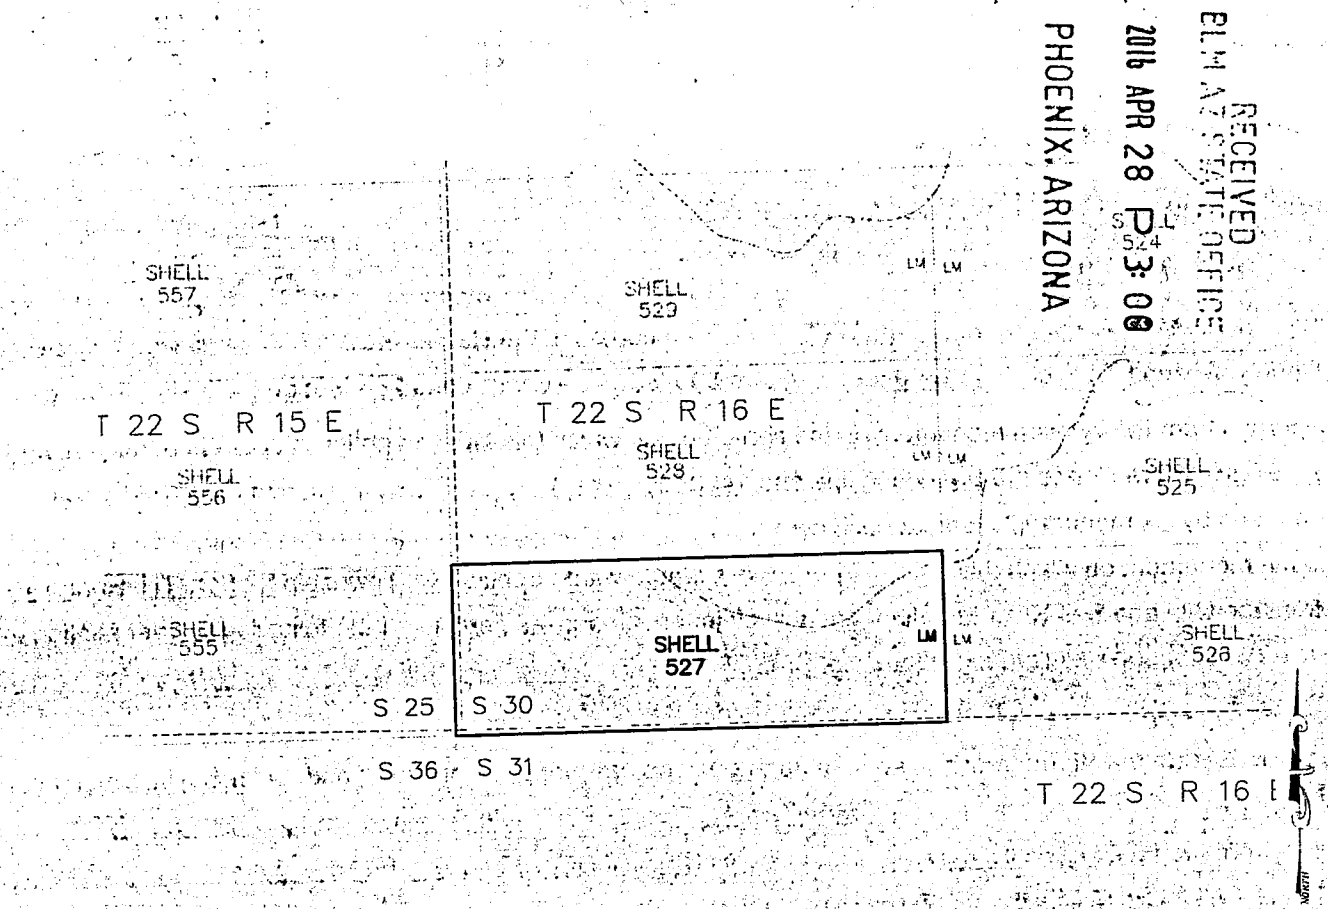 RECEIVED
BLM AZ STATE OFFICE
2016 APR 28 P 3:00
PHOENIX, ARIZONA
524
SHELL
557
SHELL
529
LM LM
T 22 S R 15 E
T 22 S R 16 E
SHELL
556
SHELL
528
LM LM
SHELL
525
SHELL
555
SHELL
527
LM LM
SHELL
526
S 25 S 30
S 36 S 31
T 22 S R 16 E
NORTH